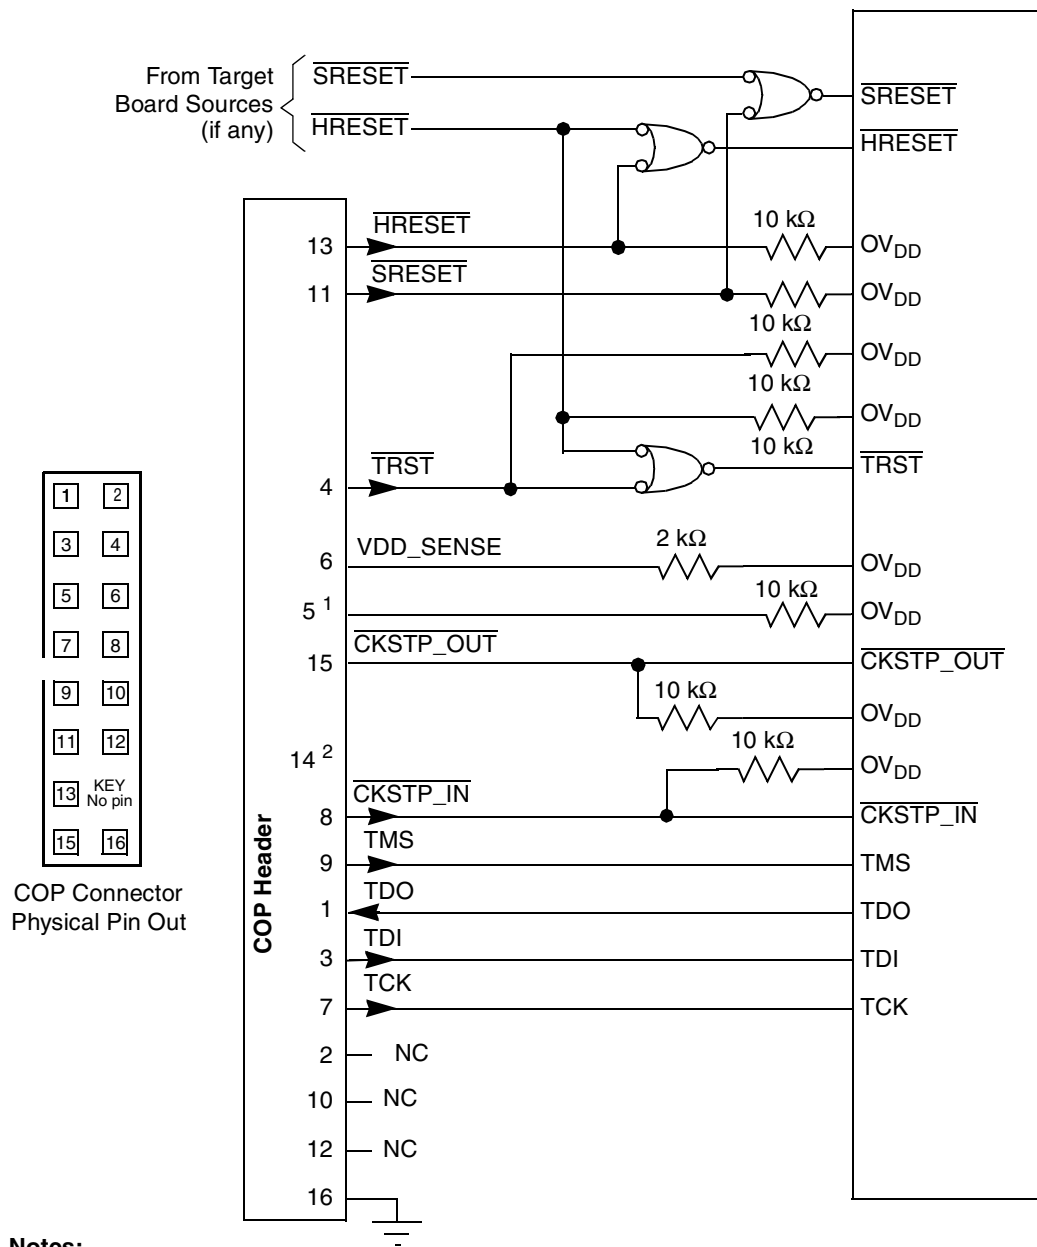 From Target
Board Sources
(if any)
SRESET
HRESET
SRESET
HRESET
13 HRESET 10 kΩ OVDD
11 SRESET 10 kΩ OVDD
10 kΩ OVDD
10 kΩ OVDD
4 TRST TRST
6 VDD_SENSE 2 kΩ OVDD
5 1 10 kΩ OVDD
15 CKSTP_OUT CKSTP_OUT
10 kΩ OVDD
14 2 10 kΩ OVDD
8 CKSTP_IN CKSTP_IN
9 TMS TMS
1 TDO TDO
3 TDI TDI
7 TCK TCK
2 NC
10 NC
12 NC
16
COP Header
1 2
3 4
5 6
7 8
9 10
11 12
13 KEY
No pin
15 16
COP Connector
Physical Pin Out
Notes: